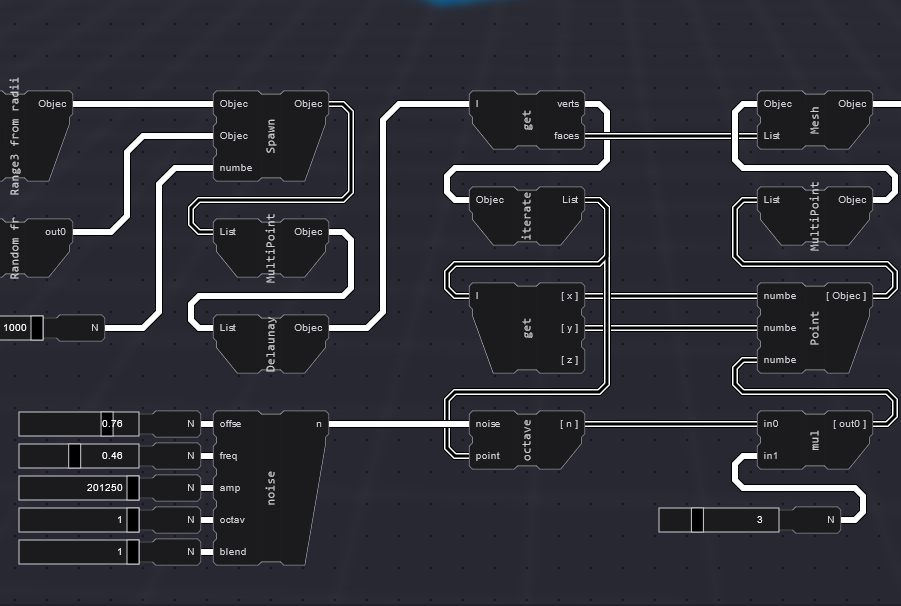 Range3 from radii
Objec
Random fr
out0
1000
N
Objec
Objec
numbe
Objec
Spawn
List
Objec
MultiPoint
List
Objec
Delaunay
I
verts
faces
get
Objec
List
iterate
I
[ x ]
[ y ]
[ z ]
get
noise
point
[ n ]
octave
Objec
List
Objec
Mesh
List
Objec
MultiPoint
numbe
numbe
numbe
[ Objec ]
Point
in0
in1
[ out0 ]
mul
3
N
0.76
N
0.46
N
201250
N
1
N
1
N
offse
freq
amp
octav
blend
n
noise